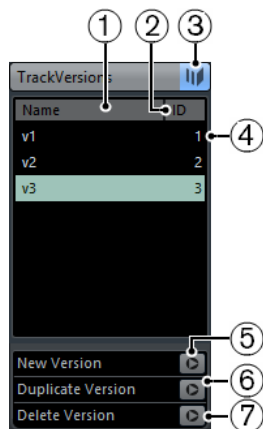 1 2 3
TrackVersions
Name ID
v1 1 4
v2 2
v3 3
5
New Version
6
Duplicate Version
Delete Version 7